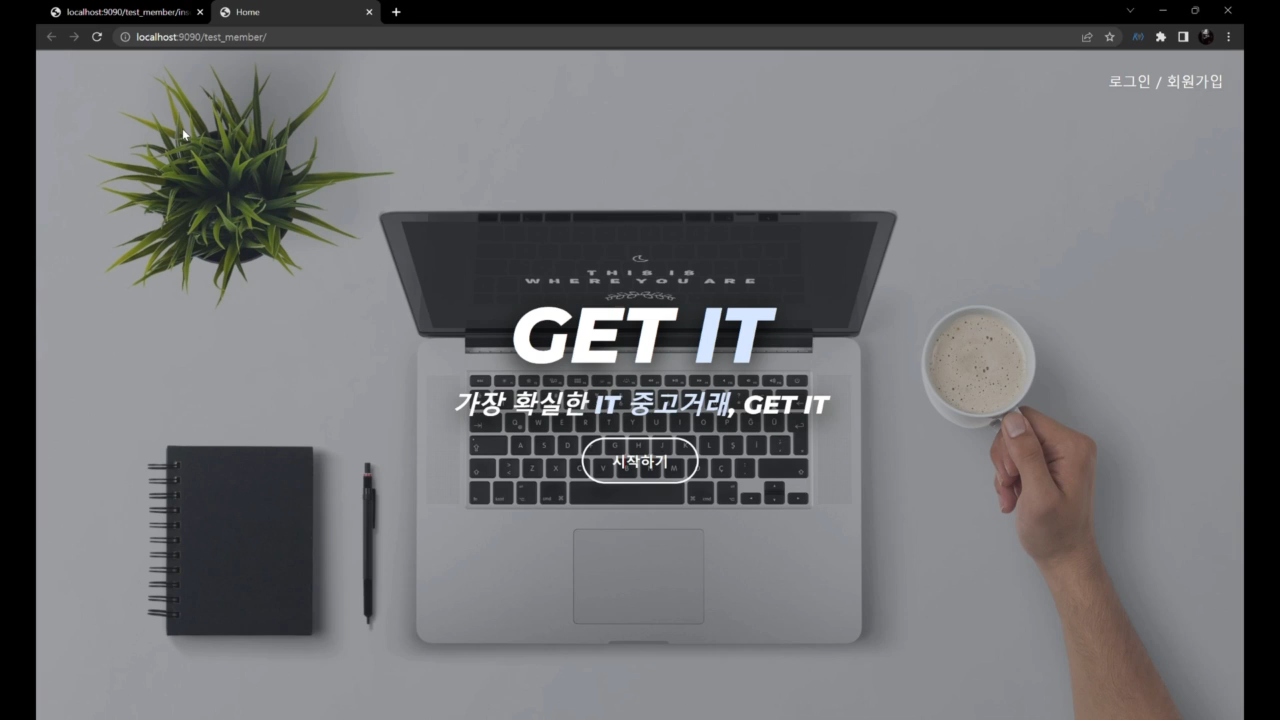 localhost:9090/test_member/ins
Home
localhost:9090/test_member/
로그인 / 회원가입
THIS IS
WHERE YOU ARE
GET IT
가장 확실한 IT 중고거래, GET IT
시작하기